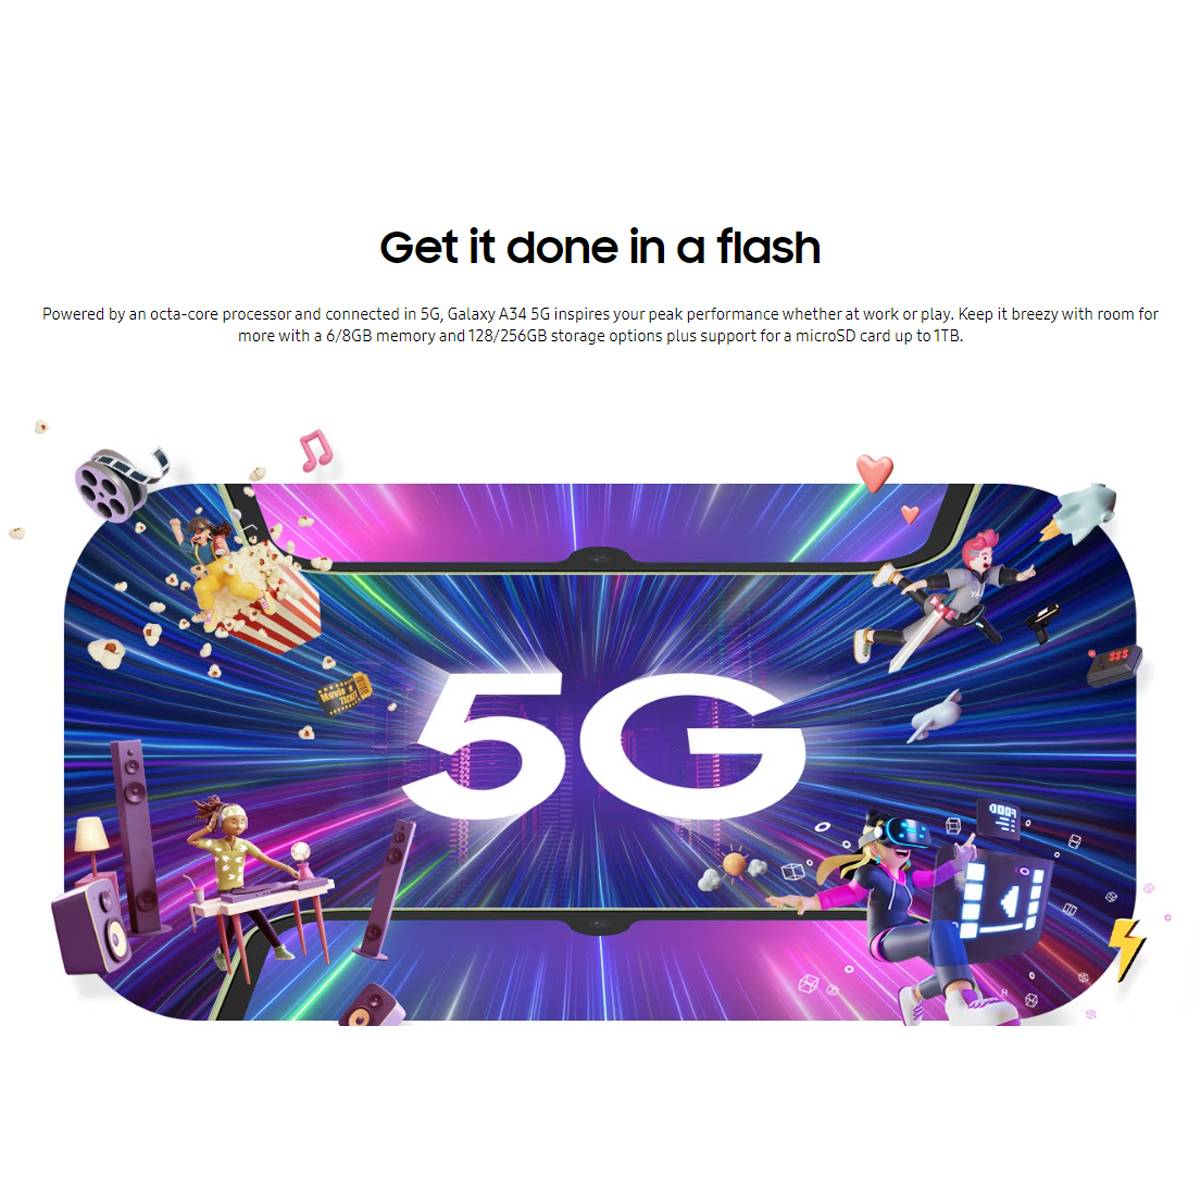 Get it done in a flash
Powered by an octa-core processor and connected in 5G, Galaxy A34 5G inspires your peak performance whether at work or play. Keep it breezy with room for
more with a 6/8GB memory and 128/256GB storage options plus support for a microSD card up to 1TB.
Movie
TICKET
5G
FOOD